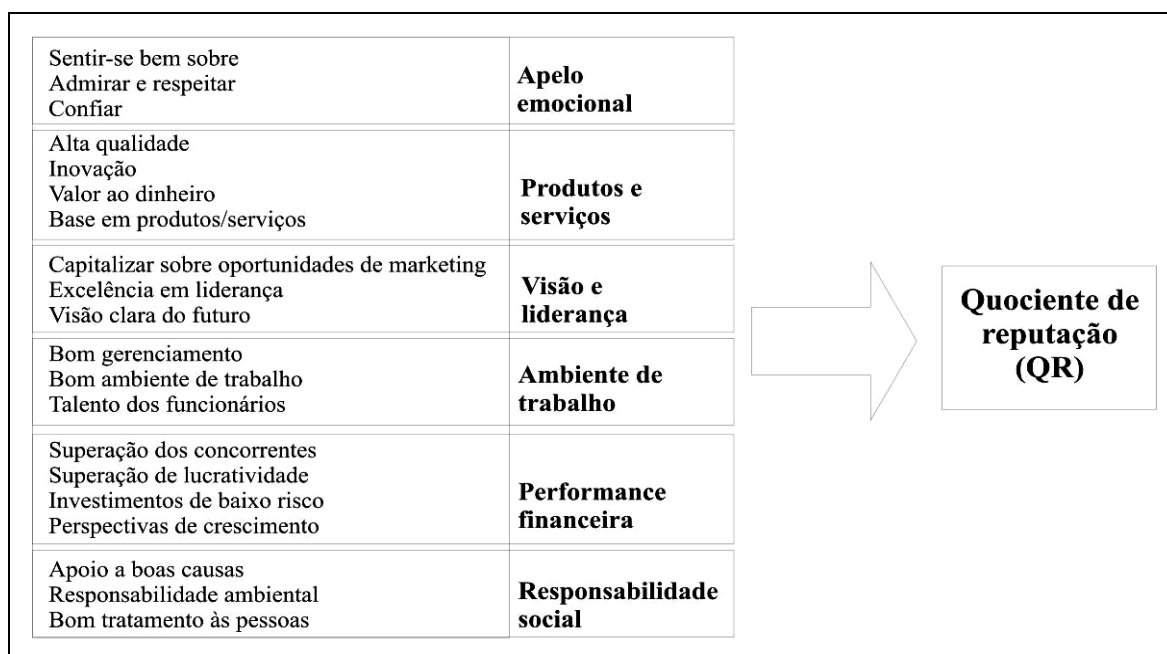 Sentir-se bem sobre
Admirar e respeitar
Confiar
Apelo
emocional
Alta qualidade
Inovação
Valor ao dinheiro
Base em produtos/serviços
Produtos e
serviços
Capitalizar sobre oportunidades de marketing
Excelência em liderança
Visão clara do futuro
Visão e
liderança
Bom gerenciamento
Bom ambiente de trabalho
Talento dos funcionários
Ambiente de
trabalho
Superação dos concorrentes
Superação de lucratividade
Investimentos de baixo risco
Perspectivas de crescimento
Performance
financeira
Apoio a boas causas
Responsabilidade ambiental
Bom tratamento às pessoas
Responsabilidade
social
Quociente de
reputação
(QR)